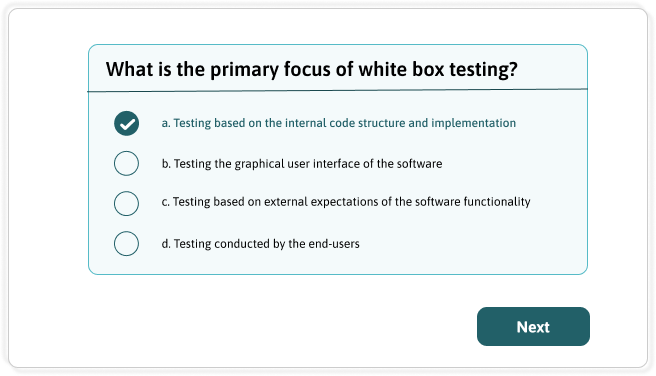 What is the primary focus of white box testing?
a. Testing based on the internal code structure and implementation
b. Testing the graphical user interface of the software
c. Testing based on external expectations of the software functionality
d. Testing conducted by the end-users
Next